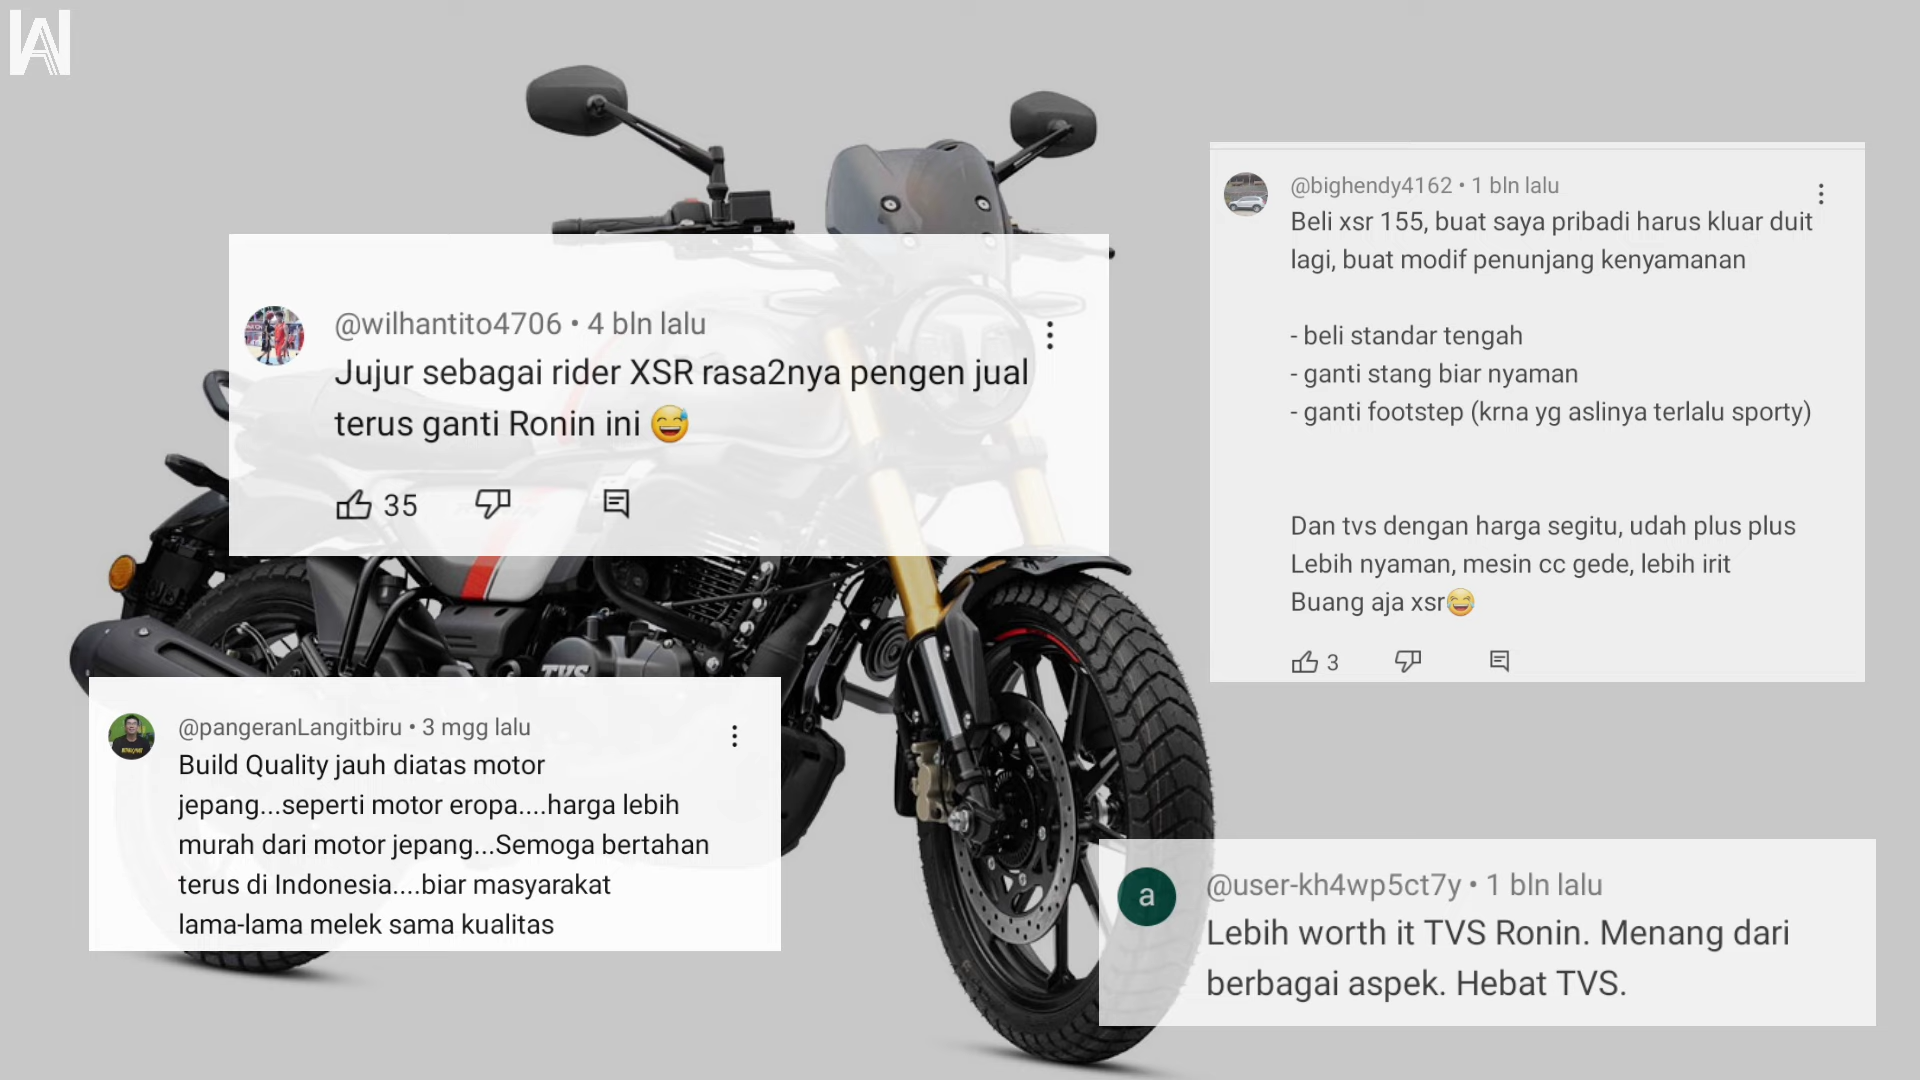 @wilhantito4706 • 4 bln lalu
Jujur sebagai rider XSR rasa2nya pengen jual
terus ganti Ronin ini 😅
35
@bighendy4162 • 1 bln lalu
Beli xsr 155, buat saya pribadi harus kluar duit
lagi, buat modif penunjang kenyamanan
- beli standar tengah
- ganti stang biar nyaman
- ganti footstep (krna yg aslinya terlalu sporty)
Dan tvs dengan harga segitu, udah plus plus
Lebih nyaman, mesin cc gede, lebih irit
Buang aja xsr😂
3
TVS
@pangeranLangitbiru • 3 mgg lalu
Build Quality jauh diatas motor
jepang...seperti motor eropa....harga lebih
murah dari motor jepang...Semoga bertahan
terus di Indonesia....biar masyarakat
lama-lama melek sama kualitas
a
@user-kh4wp5ct7y • 1 bln lalu
Lebih worth it TVS Ronin. Menang dari
berbagai aspek. Hebat TVS.